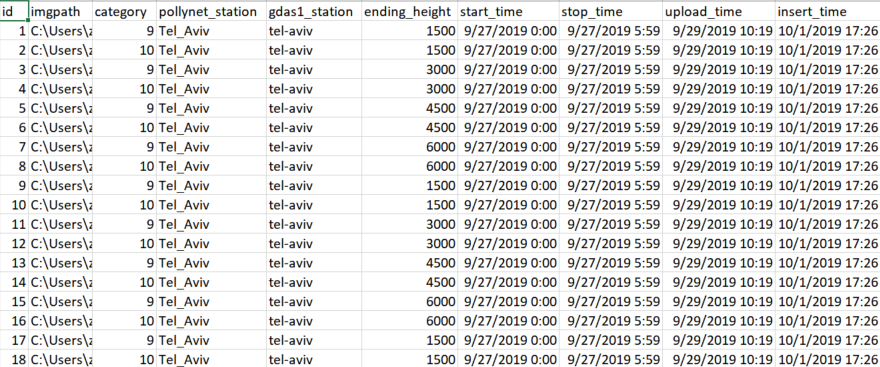 id imgpath category pollynet_station gdas1_station ending_height start_time stop_time upload_time insert_time
1 C:\Users\z 9 Tel_Aviv tel-aviv 1500 9/27/2019 0:00 9/27/2019 5:59 9/29/2019 10:19 10/1/2019 17:26
2 C:\Users\z 10 Tel_Aviv tel-aviv 1500 9/27/2019 0:00 9/27/2019 5:59 9/29/2019 10:19 10/1/2019 17:26
3 C:\Users\z 9 Tel_Aviv tel-aviv 3000 9/27/2019 0:00 9/27/2019 5:59 9/29/2019 10:19 10/1/2019 17:26
4 C:\Users\z 10 Tel_Aviv tel-aviv 3000 9/27/2019 0:00 9/27/2019 5:59 9/29/2019 10:19 10/1/2019 17:26
5 C:\Users\z 9 Tel_Aviv tel-aviv 4500 9/27/2019 0:00 9/27/2019 5:59 9/29/2019 10:19 10/1/2019 17:26
6 C:\Users\z 10 Tel_Aviv tel-aviv 4500 9/27/2019 0:00 9/27/2019 5:59 9/29/2019 10:19 10/1/2019 17:26
7 C:\Users\z 9 Tel_Aviv tel-aviv 6000 9/27/2019 0:00 9/27/2019 5:59 9/29/2019 10:19 10/1/2019 17:26
8 C:\Users\z 10 Tel_Aviv tel-aviv 6000 9/27/2019 0:00 9/27/2019 5:59 9/29/2019 10:19 10/1/2019 17:26
9 C:\Users\z 9 Tel_Aviv tel-aviv 1500 9/27/2019 0:00 9/27/2019 5:59 9/29/2019 10:19 10/1/2019 17:26
10 C:\Users\z 10 Tel_Aviv tel-aviv 1500 9/27/2019 0:00 9/27/2019 5:59 9/29/2019 10:19 10/1/2019 17:26
11 C:\Users\z 9 Tel_Aviv tel-aviv 3000 9/27/2019 0:00 9/27/2019 5:59 9/29/2019 10:19 10/1/2019 17:26
12 C:\Users\z 10 Tel_Aviv tel-aviv 3000 9/27/2019 0:00 9/27/2019 5:59 9/29/2019 10:19 10/1/2019 17:26
13 C:\Users\z 9 Tel_Aviv tel-aviv 4500 9/27/2019 0:00 9/27/2019 5:59 9/29/2019 10:19 10/1/2019 17:26
14 C:\Users\z 10 Tel_Aviv tel-aviv 4500 9/27/2019 0:00 9/27/2019 5:59 9/29/2019 10:19 10/1/2019 17:26
15 C:\Users\z 9 Tel_Aviv tel-aviv 6000 9/27/2019 0:00 9/27/2019 5:59 9/29/2019 10:19 10/1/2019 17:26
16 C:\Users\z 10 Tel_Aviv tel-aviv 6000 9/27/2019 0:00 9/27/2019 5:59 9/29/2019 10:19 10/1/2019 17:26
17 C:\Users\z 9 Tel_Aviv tel-aviv 1500 9/27/2019 0:00 9/27/2019 5:59 9/29/2019 10:19 10/1/2019 17:26
18 C:\Users\z 10 Tel_Aviv tel-aviv 1500 9/27/2019 0:00 9/27/2019 5:59 9/29/2019 10:19 10/1/2019 17:26